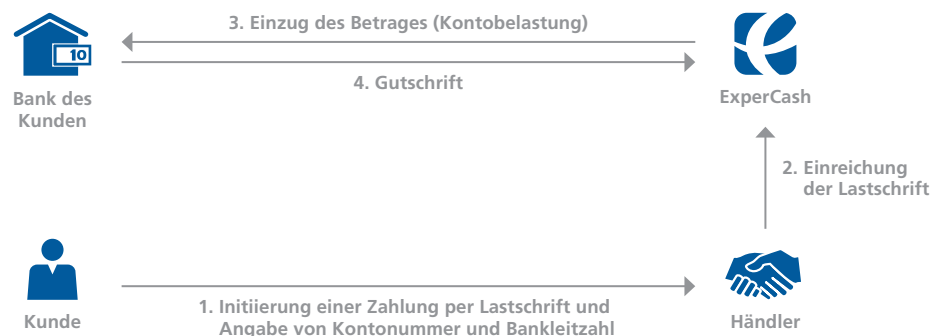 3. Einzug des Betrages (Kontobelastung)
10
4. Gutschrift
Bank des
Kunden
ExperCash
2. Einreichung
der Lastschrift
1. Initiierung einer Zahlung per Lastschrift und
Angabe von Kontonummer und Bankleitzahl
Kunde
Händler